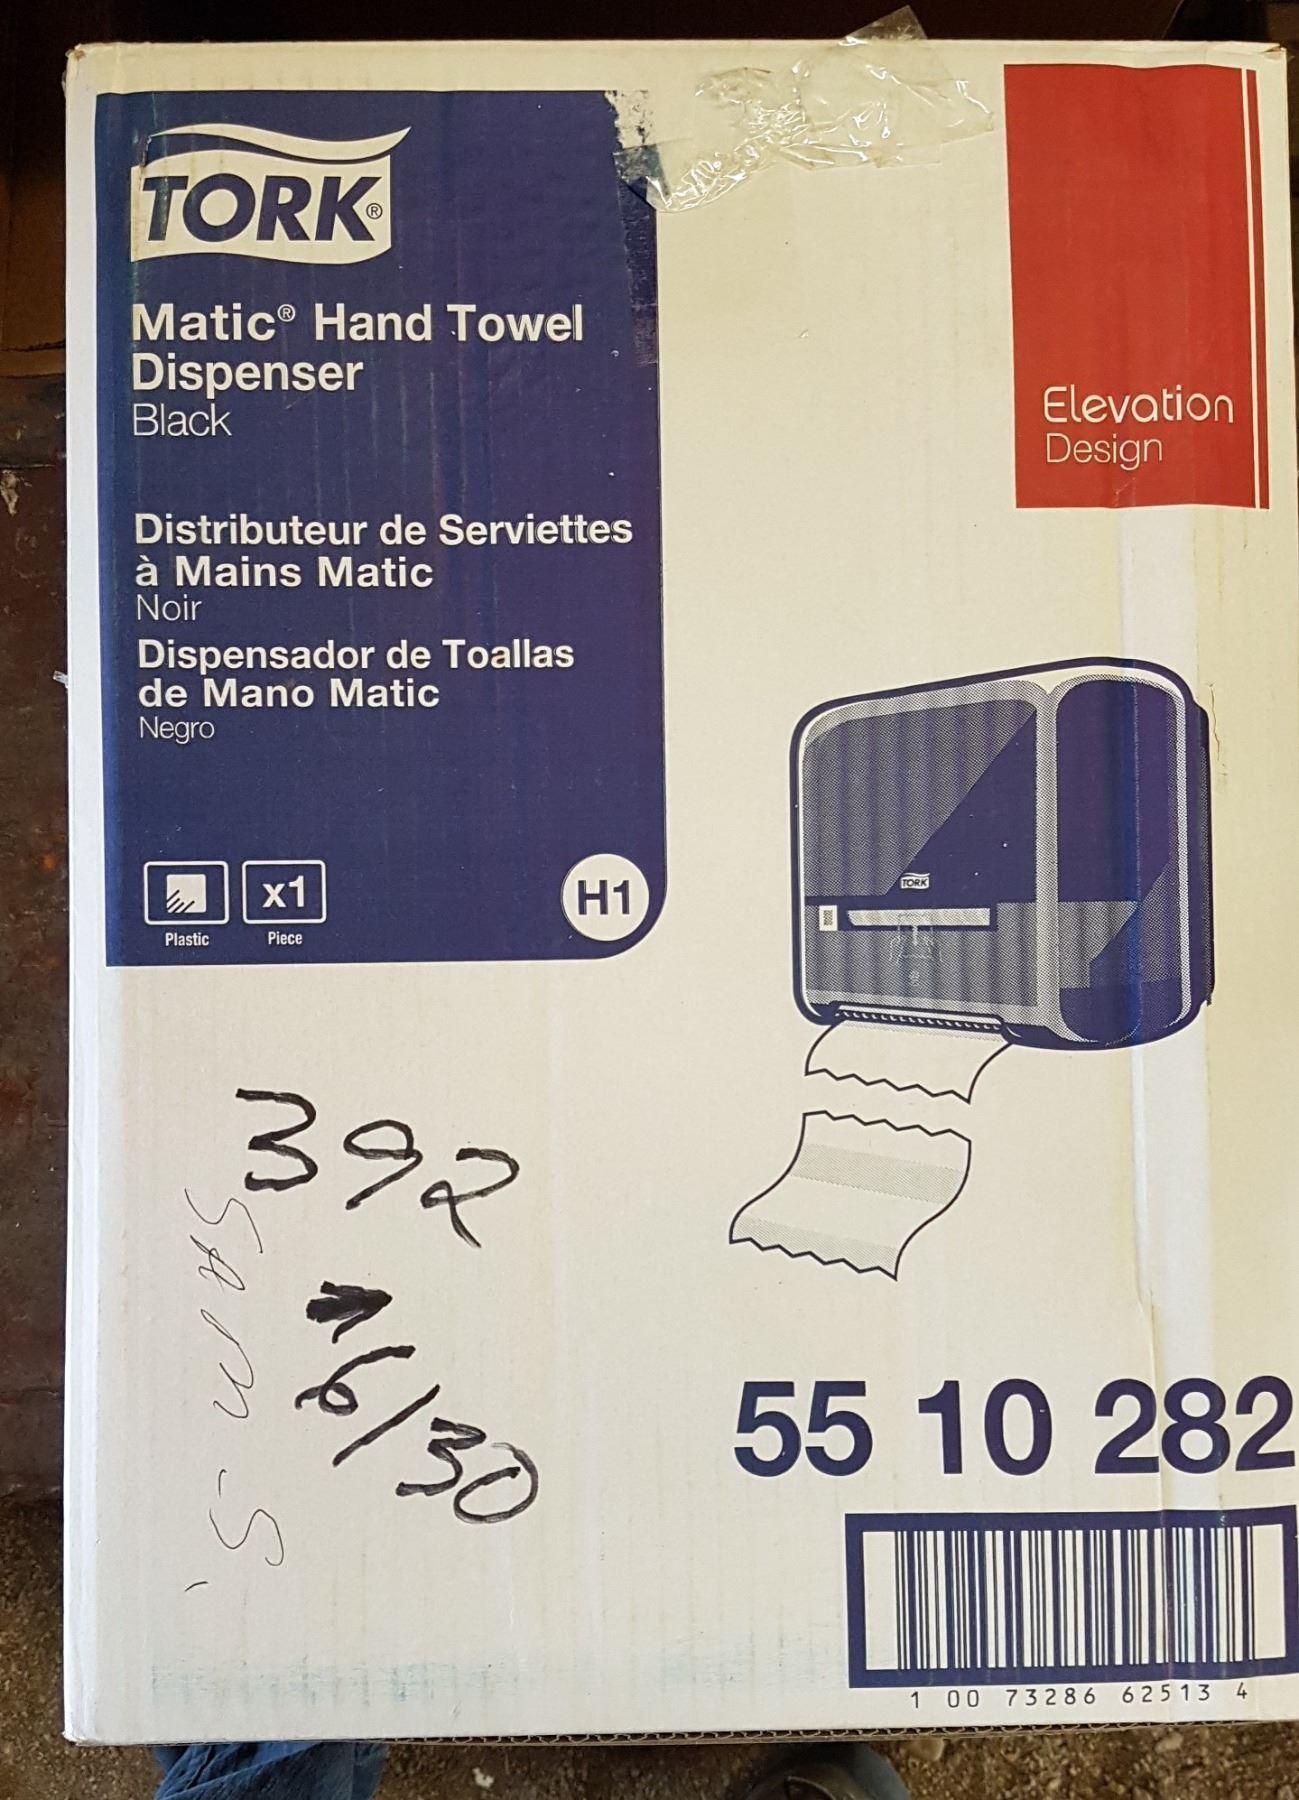 TORK®
Matic® Hand Towel
Dispenser
Black
Distributeur de Serviettes
à Mains Matic
Noir
Dispensador de Toallas
de Mano Matic
Negro
Plastic
x1
Piece
H1
Elevation
Design
TORK
392
6/30
55 10 282
1 00 73286 62513 4